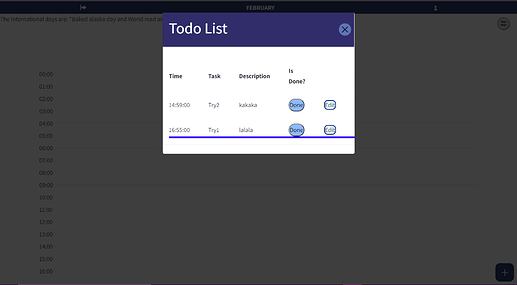 FEBRUARY 1
The International days are: "Baked alaska day and World read al
Todo List
Time Task Description Is Done?
14:59:00 Try2 kakaka Done Edit
16:55:00 Try1 lalala Done Edit
00:00
01:00
02:00
03:00
04:00
05:00
06:00
07:00
08:00
09:00
10:00
11:00
12:00
13:00
14:00
15:00
16:00